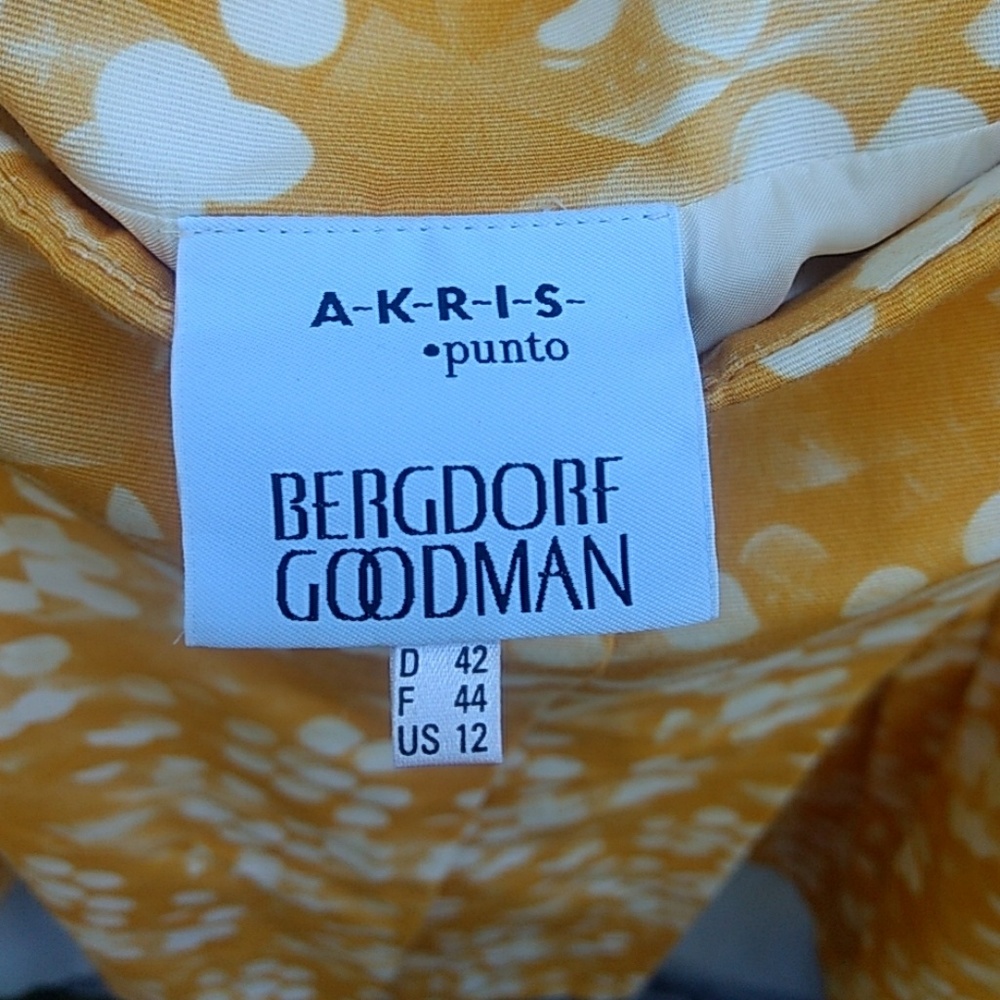 A-K-R-I-S-
•punto
BERGDORF
GOODMAN
D 42
F 44
US 12